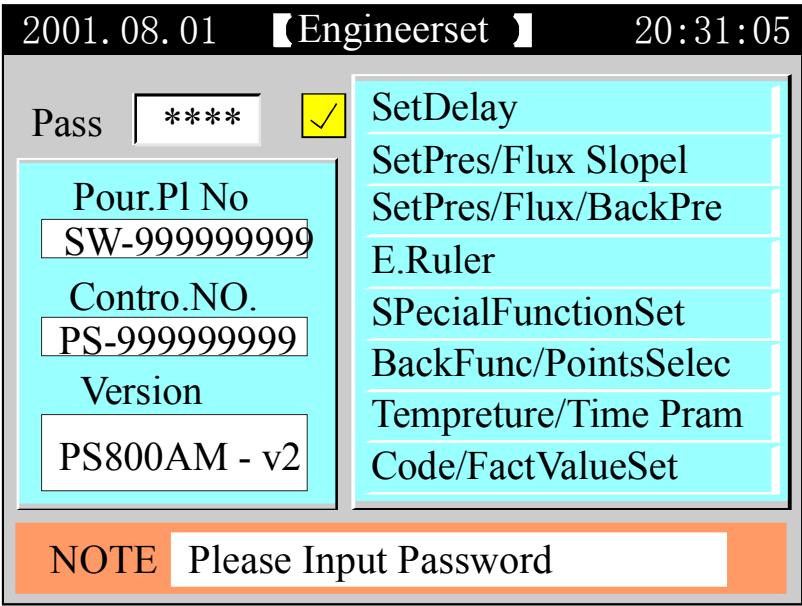 2001.08.01 【Engineerset 】 20:31:05
Pass ****
Pour.Pl No
SW-999999999
Contro.NO.
PS-999999999
Version
PS800AM - v2
SetDelay
SetPres/Flux Slopel
SetPres/Flux/BackPre
E.Ruler
SPecialFunctionSet
BackFunc/PointsSelec
Tempreture/Time Pram
Code/FactValueSet
NOTE Please Input Password